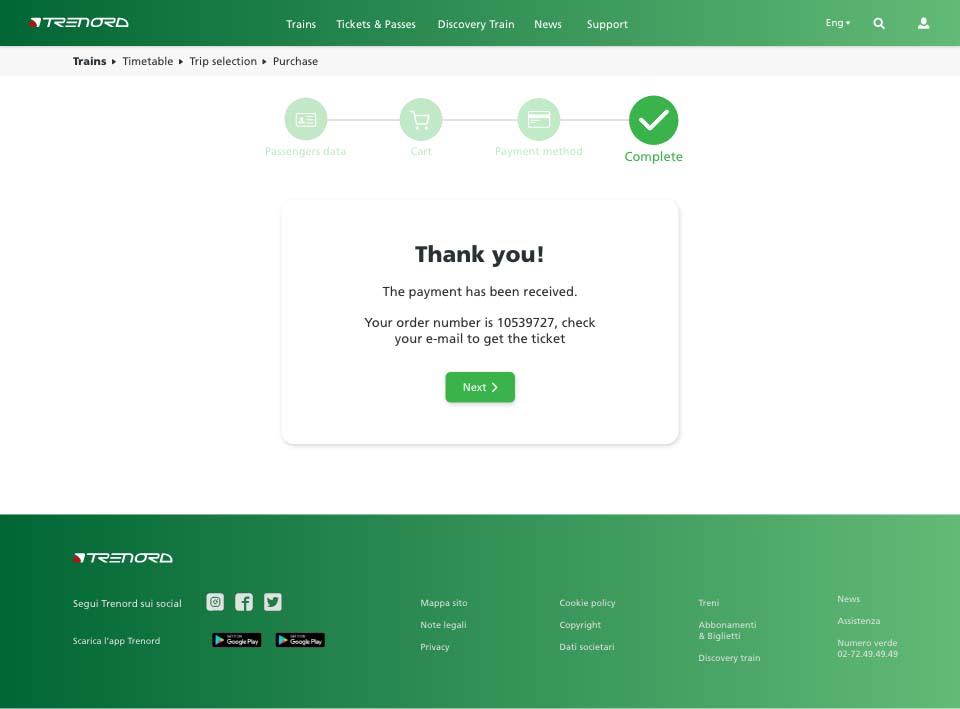 TRENORD
Trains Tickets & Passes Discovery Train News Support Eng
Trains Timetable Trip selection Purchase
Passengers data Cart Payment method Complete
Thank you!
The payment has been received.
Your order number is 10539727, check
your e-mail to get the ticket
Next
TRENORD
Segui Trenord sui social
Scarica l'app Trenord
GET IT ON
Google Play
GET IT ON
Google Play
Mappa sito
Note legali
Privacy
Cookie policy
Copyright
Dati societari
Treni
Abbonamenti
& Biglietti
Discovery train
News
Assistenza
Numero verde
02-72.49.49.49